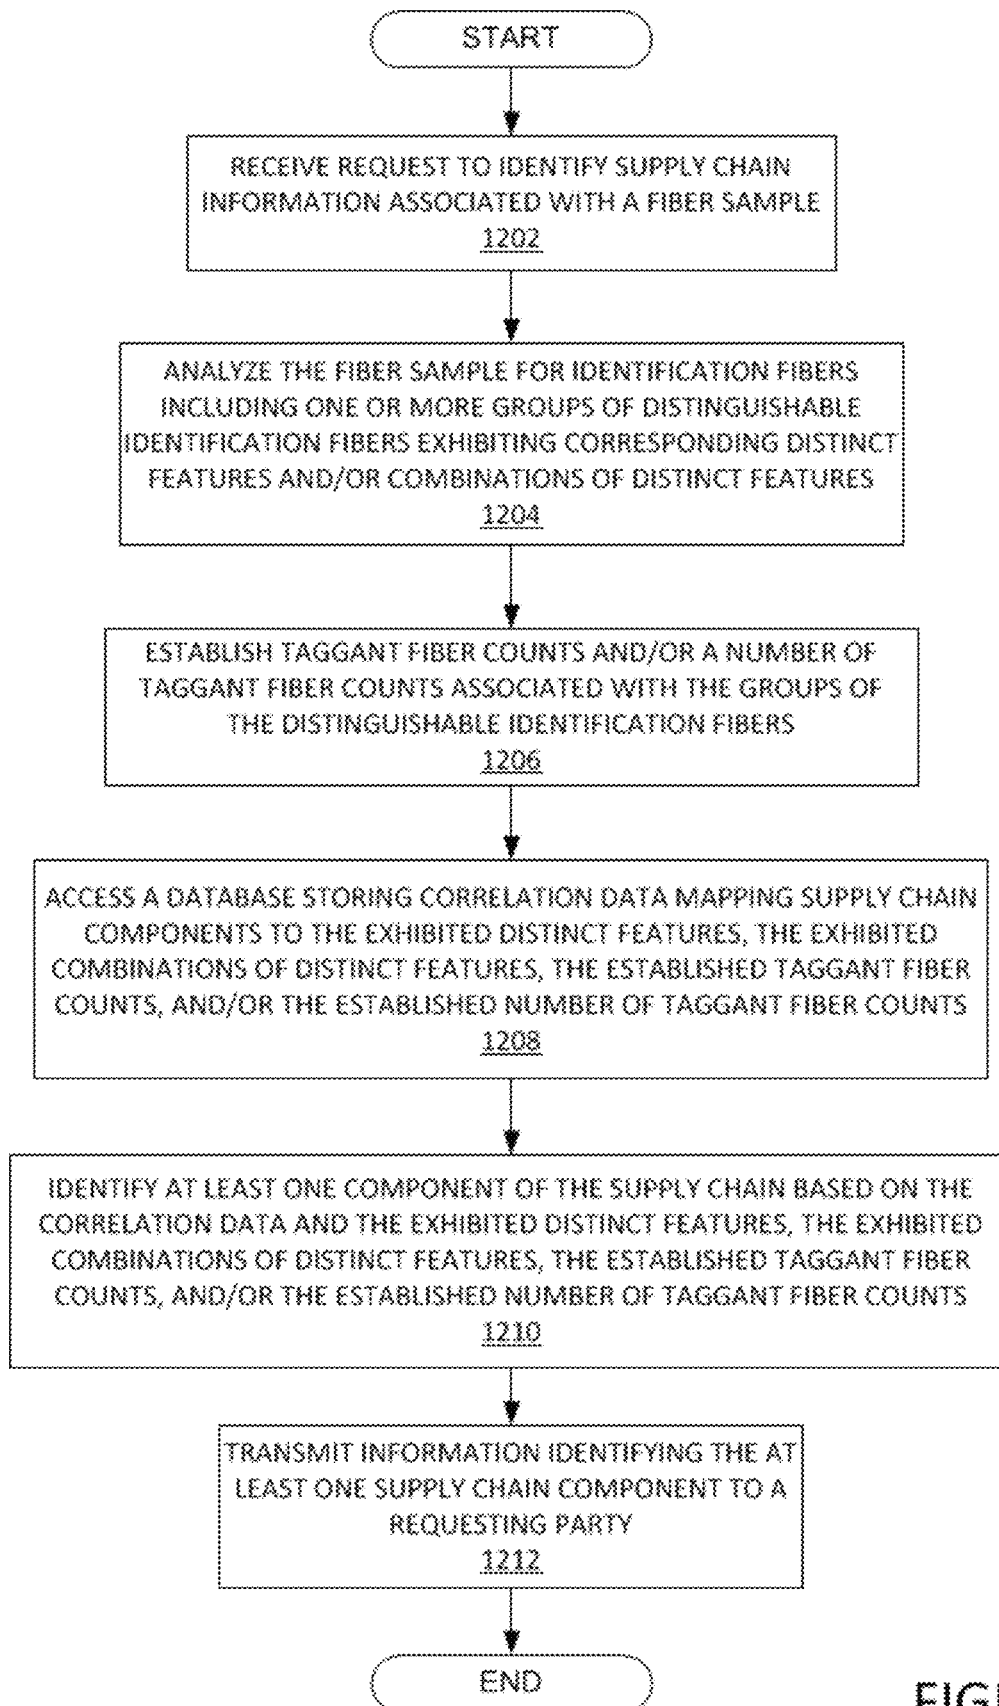 START
RECEIVE REQUEST TO IDENTIFY SUPPLY CHAIN
INFORMATION ASSOCIATED WITH A FIBER SAMPLE
1202
ANALYZE THE FIBER SAMPLE FOR IDENTIFICATION FIBERS
INCLUDING ONE OR MORE GROUPS OF DISTINGUISHABLE
IDENTIFICATION FIBERS EXHIBITING CORRESPONDING DISTINCT
FEATURES AND/OR COMBINATIONS OF DISTINCT FEATURES
1204
ESTABLISH TAGGANT FIBER COUNTS AND/OR A NUMBER OF
TAGGANT FIBER COUNTS ASSOCIATED WITH THE GROUPS OF
THE DISTINGUISHABLE IDENTIFICATION FIBERS
1206
ACCESS A DATABASE STORING CORRELATION DATA MAPPING SUPPLY CHAIN
COMPONENTS TO THE EXHIBITED DISTINCT FEATURES, THE EXHIBITED
COMBINATIONS OF DISTINCT FEATURES, THE ESTABLISHED TAGGANT FIBER
COUNTS, AND/OR THE ESTABLISHED NUMBER OF TAGGANT FIBER COUNTS
1208
IDENTIFY AT LEAST ONE COMPONENT OF THE SUPPLY CHAIN BASED ON THE
CORRELATION DATA AND THE EXHIBITED DISTINCT FEATURES, THE EXHIBITED
COMBINATIONS OF DISTINCT FEATURES, THE ESTABLISHED TAGGANT FIBER
COUNTS, AND/OR THE ESTABLISHED NUMBER OF TAGGANT FIBER COUNTS
1210
TRANSMIT INFORMATION IDENTIFYING THE AT
LEAST ONE SUPPLY CHAIN COMPONENT TO A
REQUESTING PARTY
1212
END